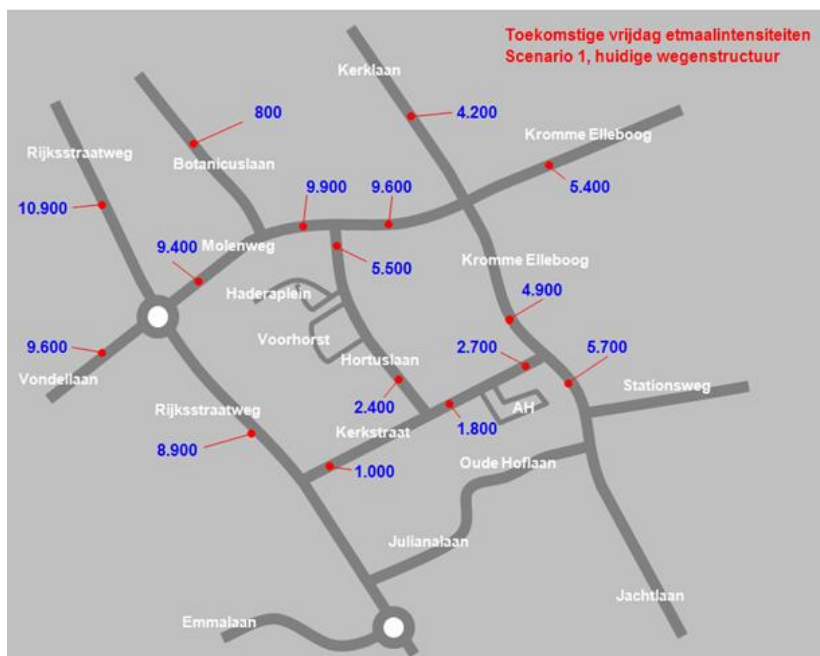 Toekomstige vrijdag etmaalintensiteiten
Scenario 1, huidige wegenstructuur
Kerklaan
800
4.200
Kromme Elleboog
Rijksstraatweg
Botanicuslaan
9.900
9.600
5.400
10.900
9.400
Molenweg
5.500
Kromme Elleboog
Haderaplein
4.900
9.600
Voorhorst
2.700
5.700
Hortuslaan
Vondellaan
Stationsweg
2.400
AH
Rijksstraatweg
1.800
Kerkstraat
8.900
1.000
Oude Hoflaan
Julianalaan
Jachtlaan
Emmalaan